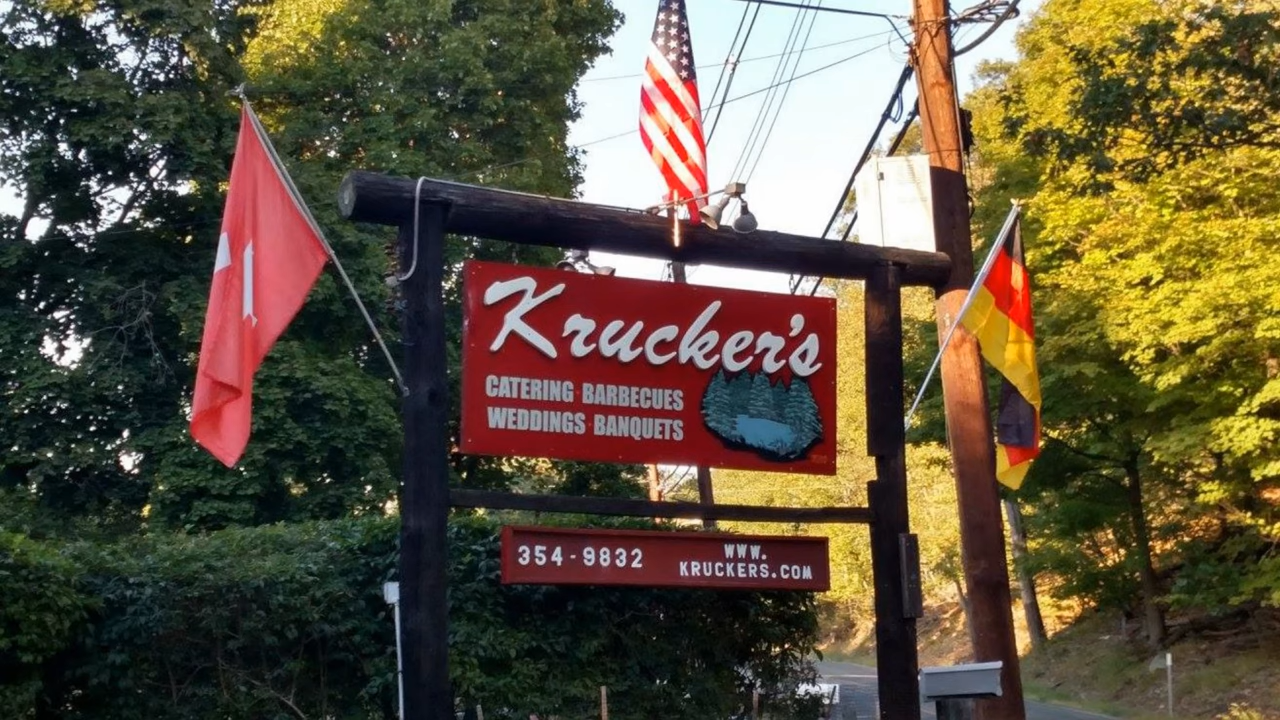 Krucker's
CATERING BARBECUES
WEDDINGS BANQUETS
354-9832
WWW.
KRUCKERS.COM